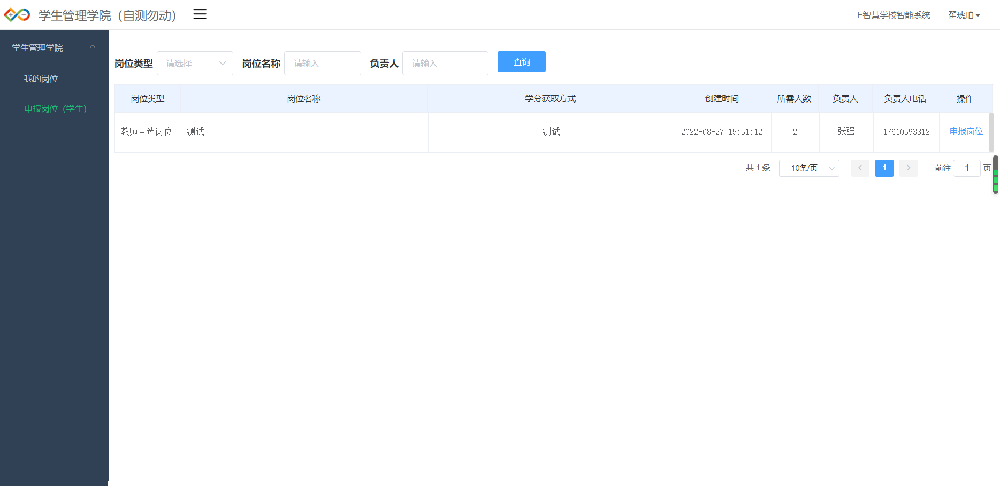 学生管理学院（自测勿动）
E智慧学校智能系统 翟琥珀
学生管理学院
我的岗位
申报岗位（学生）
岗位类型 请选择 岗位名称 请输入 负责人 请输入 查询
岗位类型 岗位名称 学分获取方式 创建时间 所需人数 负责人 负责人电话 操作
教师自选岗位 测试 测试 2022-08-27 15:51:12 2 张强 17610593812 申报岗位
共 1 条 10条/页 1 前往 1 页